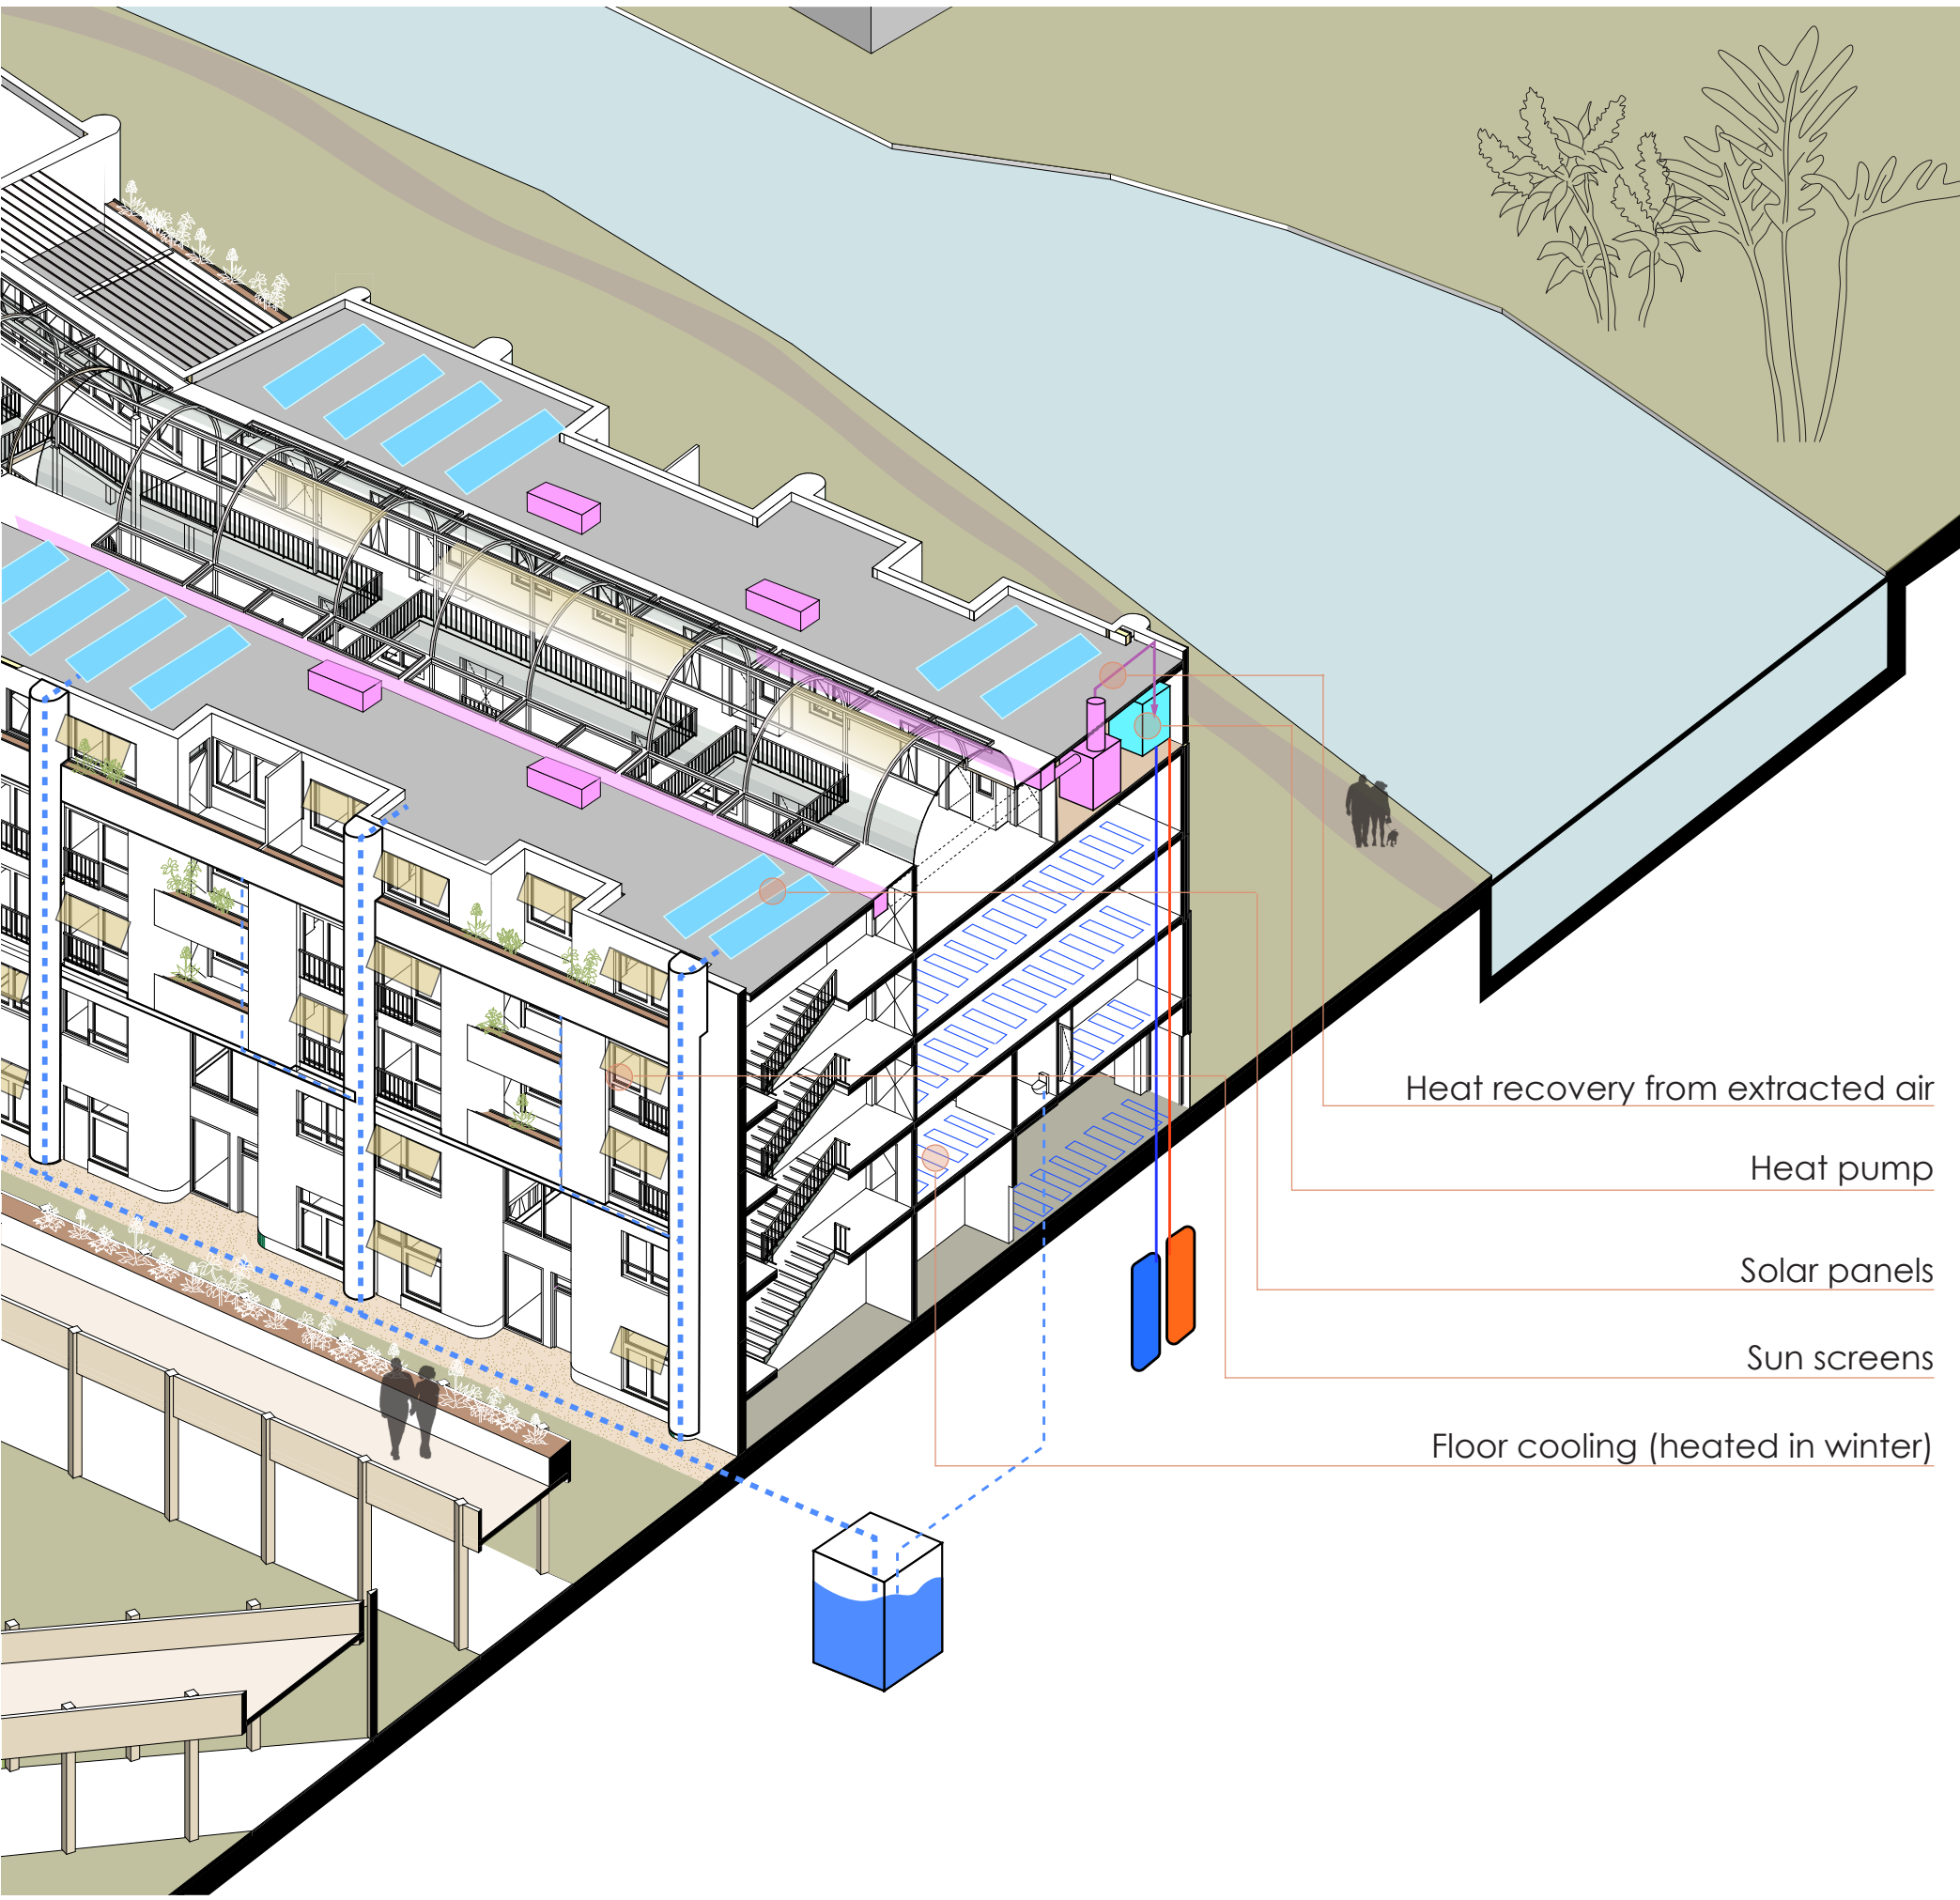 Heat recovery from extracted air
Heat pump
Solar panels
Sun screens
Floor cooling (heated in winter)